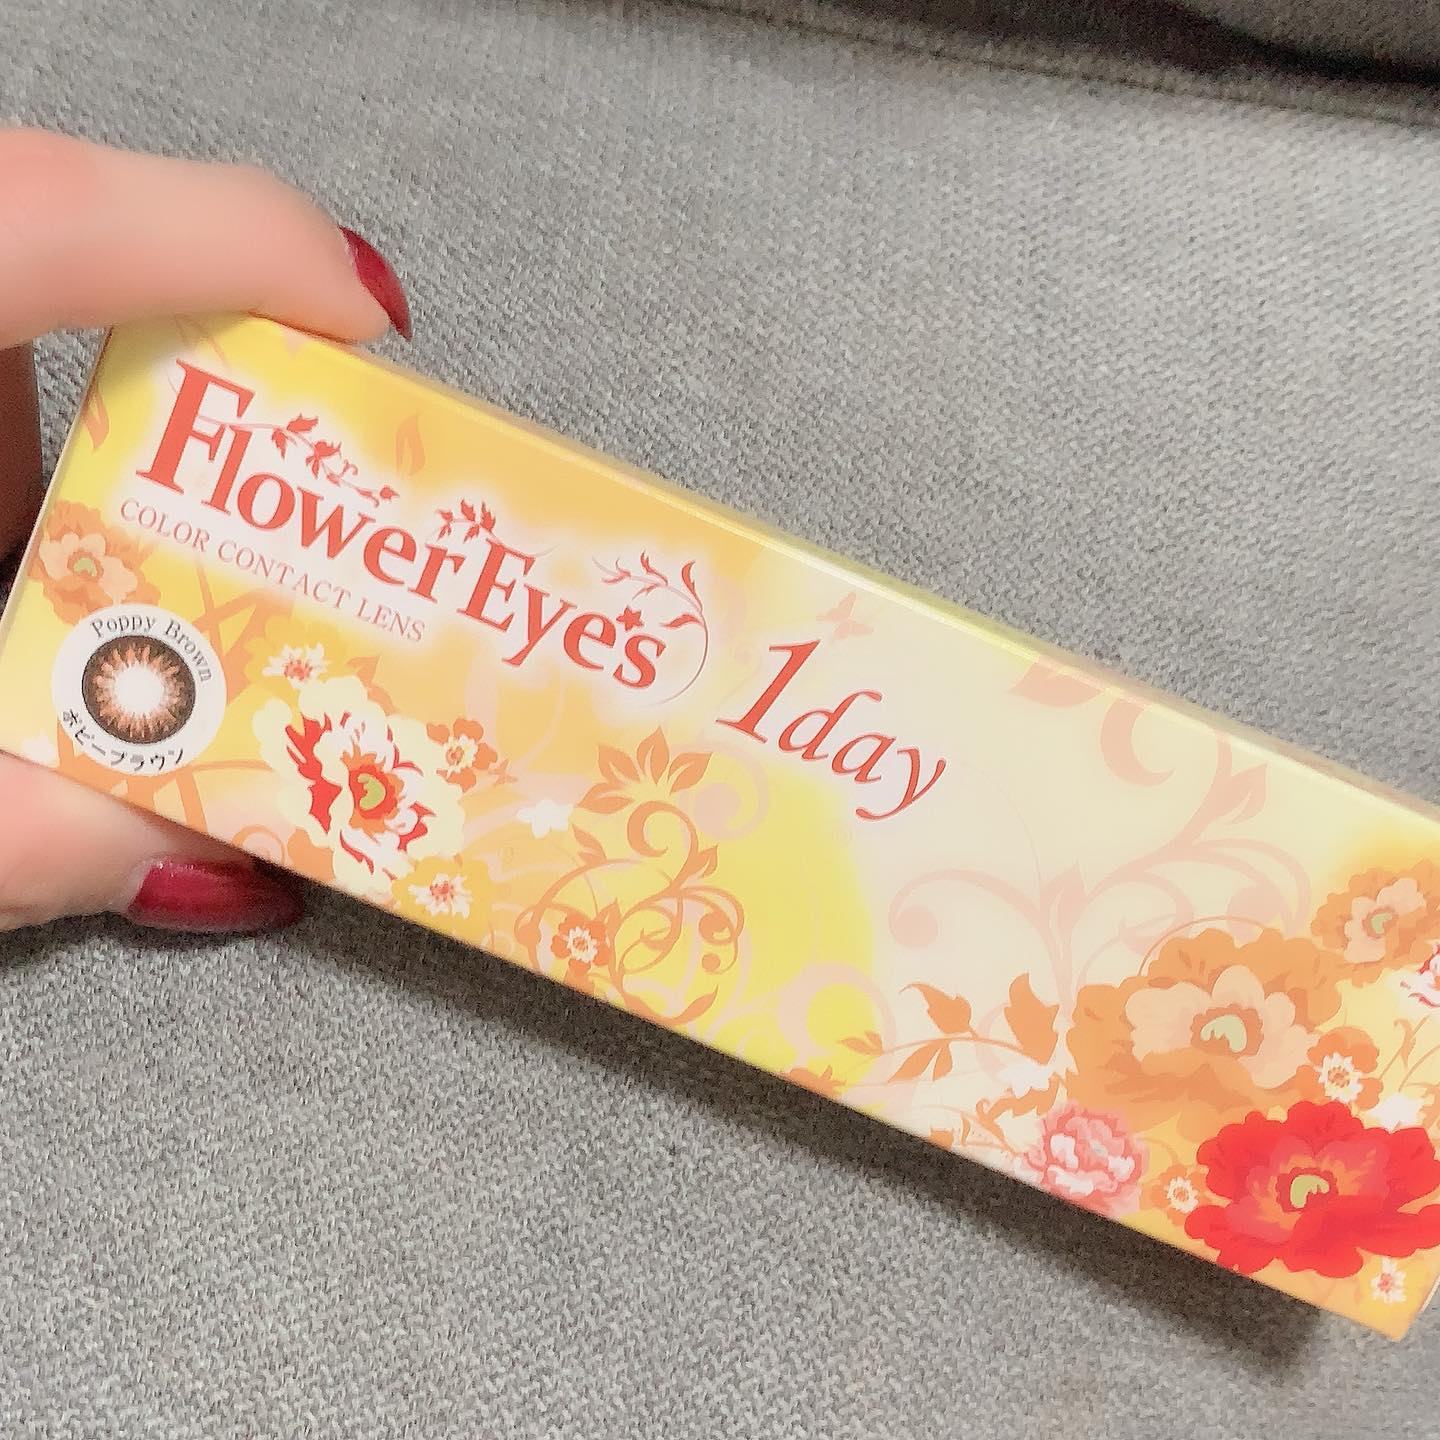 FlowerEyes 1day
COLOR CONTACT LENS
Poppy Brown
ポピーブラウン